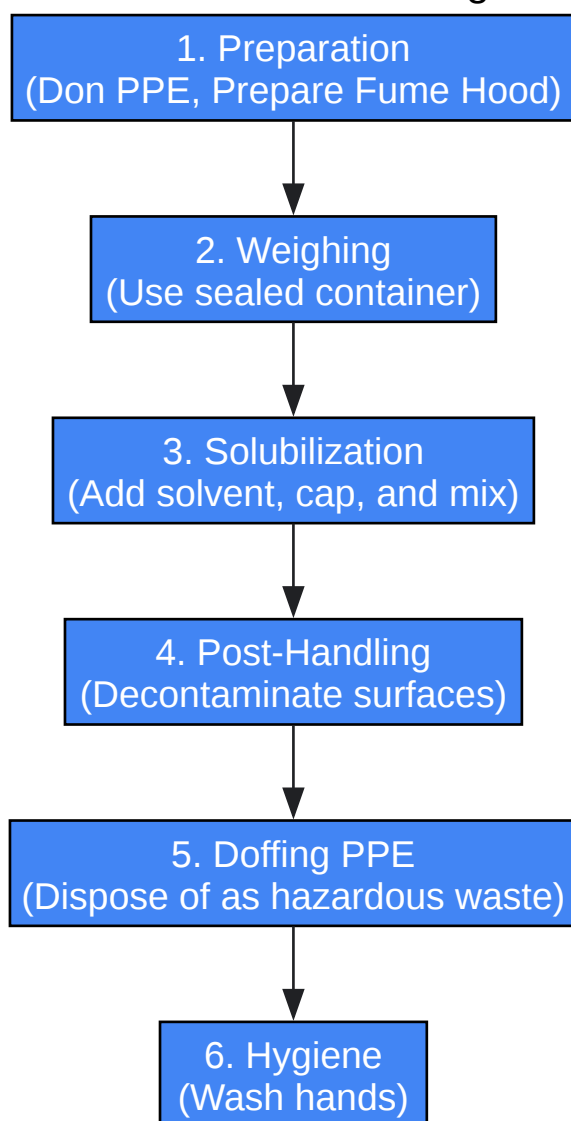 1. Preparation
(Don PPE, Prepare Fume Hood)
2. Weighing
(Use sealed container)
3. Solubilization
(Add solvent, cap, and mix)
4. Post-Handling
(Decontaminate surfaces)
5. Doffing PPE
(Dispose of as hazardous waste)
6. Hygiene
(Wash hands)